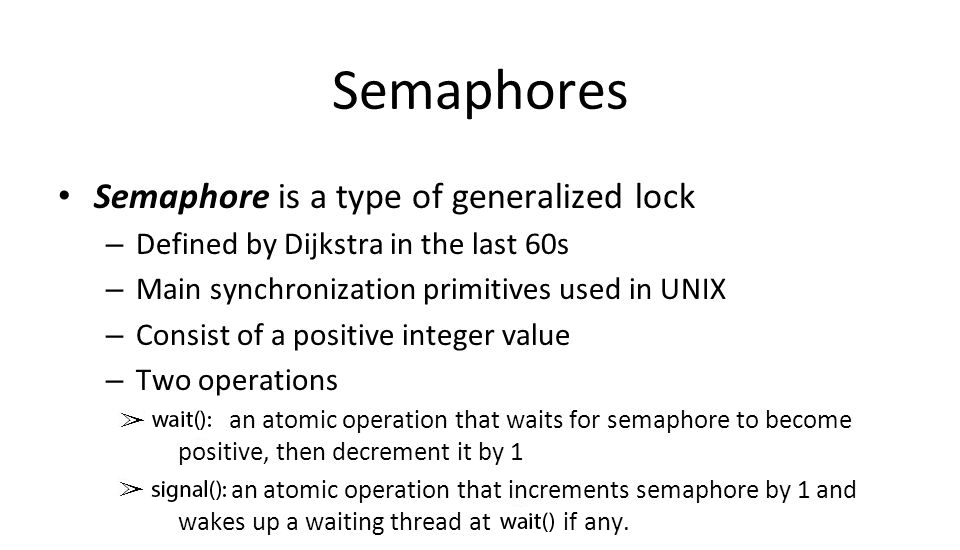 Semaphores
• Semaphore is a type of generalized lock
– Defined by Dijkstra in the last 60s
– Main synchronization primitives used in UNIX
– Consist of a positive integer value
– Two operations
➢ wait(): an atomic operation that waits for semaphore to become
positive, then decrement it by 1
➢ signal(): an atomic operation that increments semaphore by 1 and
wakes up a waiting thread at wait() if any.